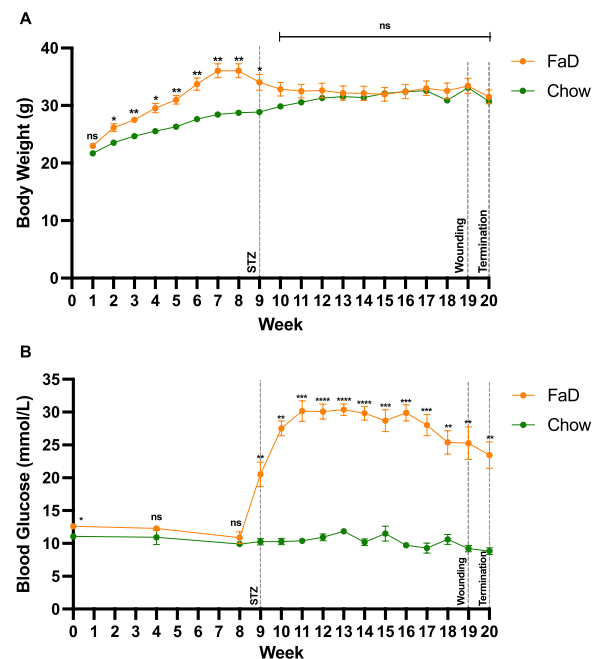 A
ns
40
30
20
10
0
Body Weight (g)
ns
*
**
*
**
**
**
**
*
STZ
Wounding
Termination
0 1 2 3 4 5 6 7 8 9 10 11 12 13 14 15 16 17 18 19 20
Week
FaD
Chow
B
35
30
25
20
15
10
5
0
Blood Glucose (mmol/L)
*
ns
ns
**
**
***
****
****
****
***
***
***
**
**
**
STZ
Wounding
Termination
0 1 2 3 4 5 6 7 8 9 10 11 12 13 14 15 16 17 18 19 20
Week
FaD
Chow